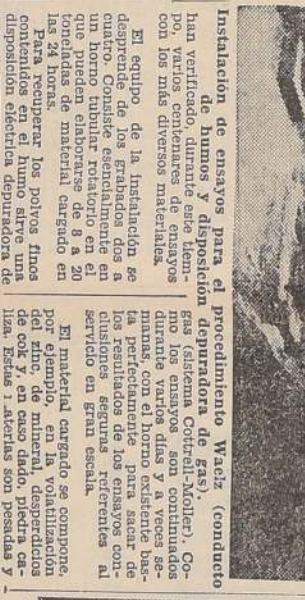 Instalación de ensayos para el procedimiento Waelz (conducto
de humos y disposición depuradora de gas).
han verificado, durante este tiem-
po, varios centenares de ensayos
con los más diversos materiales.
El equipo de la instalación se
desprende de los grabados dos a
cuatro. Consiste esencialmente en
un horno tubular rotatorio en el
que pueden elaborarse de 8 a 20
toneladas de material cargado en
las 24 horas.
Para recuperar los polvos finos
contenidos en el humo sirve una
disposición eléctrica depuradora de
gas (sistema Cottrell-Moller). Co-
mo los ensayos son continuados
durante varios días y a veces se-
manas, con el horno existente bas-
ta perfectamente para sacar de
los resultados de los ensayos con-
clusiones seguras referentes al
servicio en gran escala.
El material cargado se compone,
por ejemplo, en la volatilización
del zinc, de mineral, desperdicios
de cok y, en caso dado, piedra ca-
liza. Estas materias son pesadas y